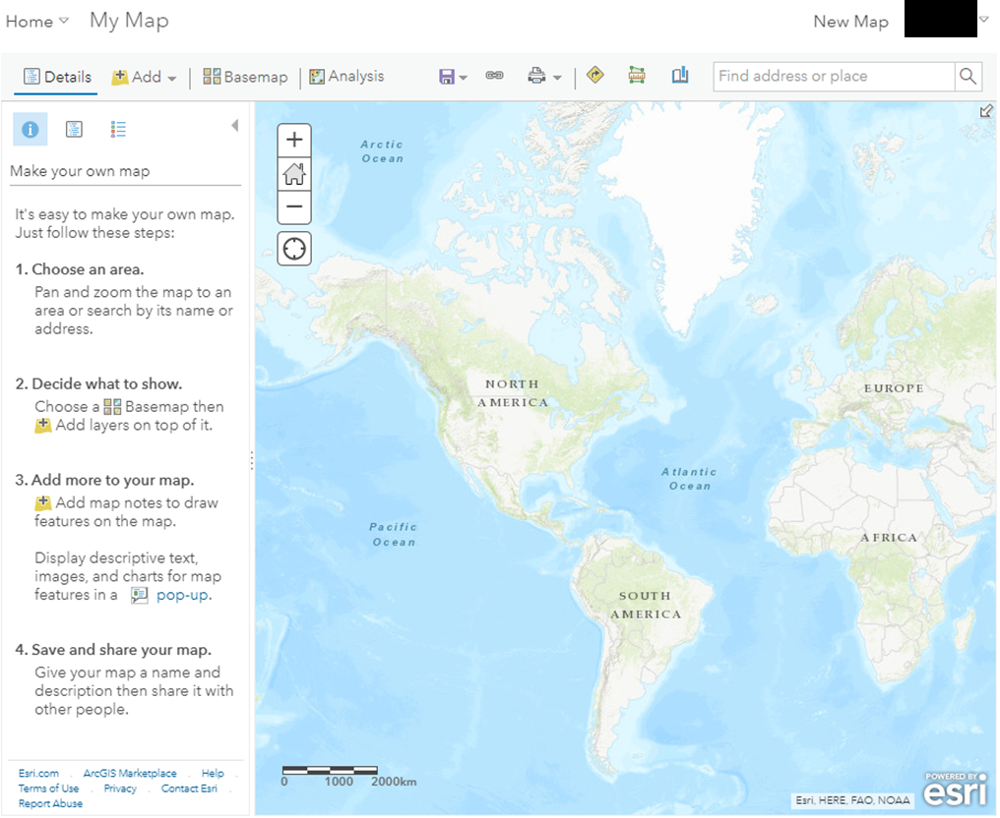 Home
My Map
New Map
Details
Add
Basemap
Analysis
Find address or place
Make your own map
It's easy to make your own map.
Just follow these steps:
1. Choose an area.
Pan and zoom the map to an
area or search by its name or
address.
2. Decide what to show.
Choose a Basemap then
Add layers on top of it.
3. Add more to your map.
Add map notes to draw
features on the map.
Display descriptive text,
images, and charts for map
features in a pop-up.
4. Save and share your map.
Give your map a name and
description then share it with
other people.
Esri.com . ArcGIS Marketplace . Help .
Terms of Use . Privacy . Contact Esri .
Report Abuse
Arctic
Ocean
NORTH
AMERICA
EUROPE
Atlantic
Ocean
Pacific
Ocean
AFRICA
SOUTH
AMERICA
0 1000 2000km
Esri, HERE, FAO, NOAA
POWERED BY
esri